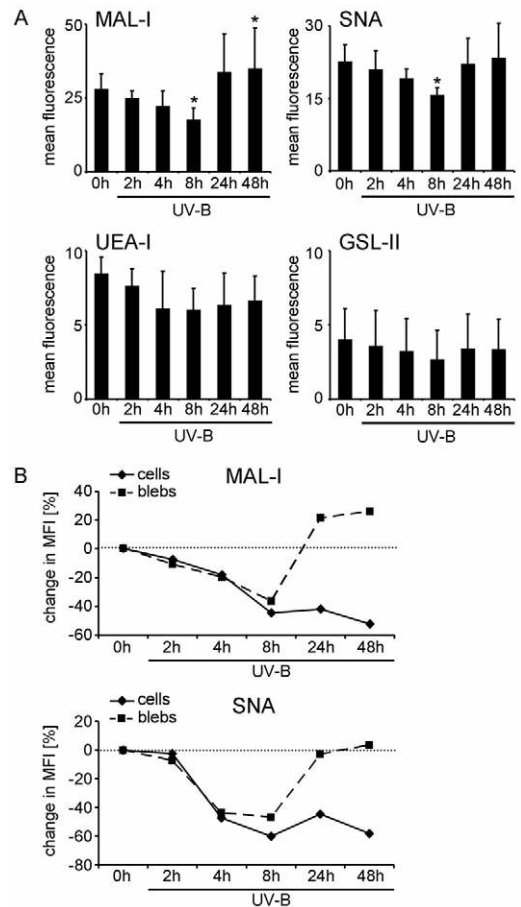 A
MAL-I
mean fluorescence
50
25
0
*
*
0h 2h 4h 8h 24h 48h
UV-B
SNA
mean fluorescence
30
15
0
*
0h 2h 4h 8h 24h 48h
UV-B
UEA-I
mean fluorescence
10
5
0
0h 2h 4h 8h 24h 48h
UV-B
GSL-II
mean fluorescence
10
5
0
0h 2h 4h 8h 24h 48h
UV-B
B
cells
blebs
MAL-I
change in MFI [%]
40
20
0
-20
-40
-60
0h 2h 4h 8h 24h 48h
UV-B
cells
blebs
SNA
change in MFI [%]
20
0
-20
-40
-60
-80
0h 2h 4h 8h 24h 48h
UV-B